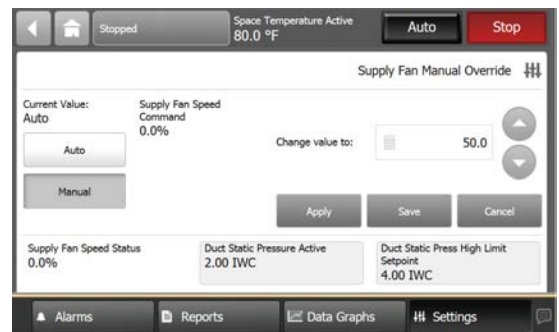 Stopped
Space Temperature Active
80.0 °F
Auto
Stop
Supply Fan Manual Override
Current Value:
Auto
Supply Fan Speed
Command
0.0%
Auto
Manual
Change value to:
50.0
Apply
Save
Cancel
Supply Fan Speed Status
0.0%
Duct Static Pressure Active
2.00 IWC
Duct Static Press High Limit
Setpoint
4.00 IWC
Alarms
Reports
Data Graphs
Settings